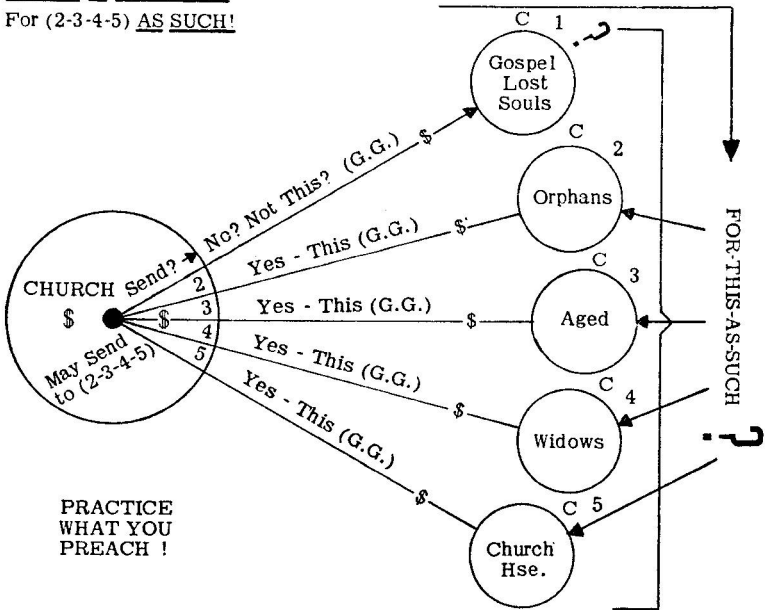 For (2-3-4-5) AS SUCH!
C 1 ?
Gospel
Lost
Souls
Send? No? Not This? (G.G.) $
C 2
Orphans
2 Yes - This (G.G.) $
CHURCH
$ $
C 3
Aged
3 Yes - This (G.G.) $
May Send
to (2-3-4-5)
C 4
Widows
4 Yes - This (G.G.) $
C 5
Church
Hse.
5 Yes - This (G.G.) $
FOR-THIS-AS-SUCH ?
PRACTICE
WHAT YOU
PREACH !